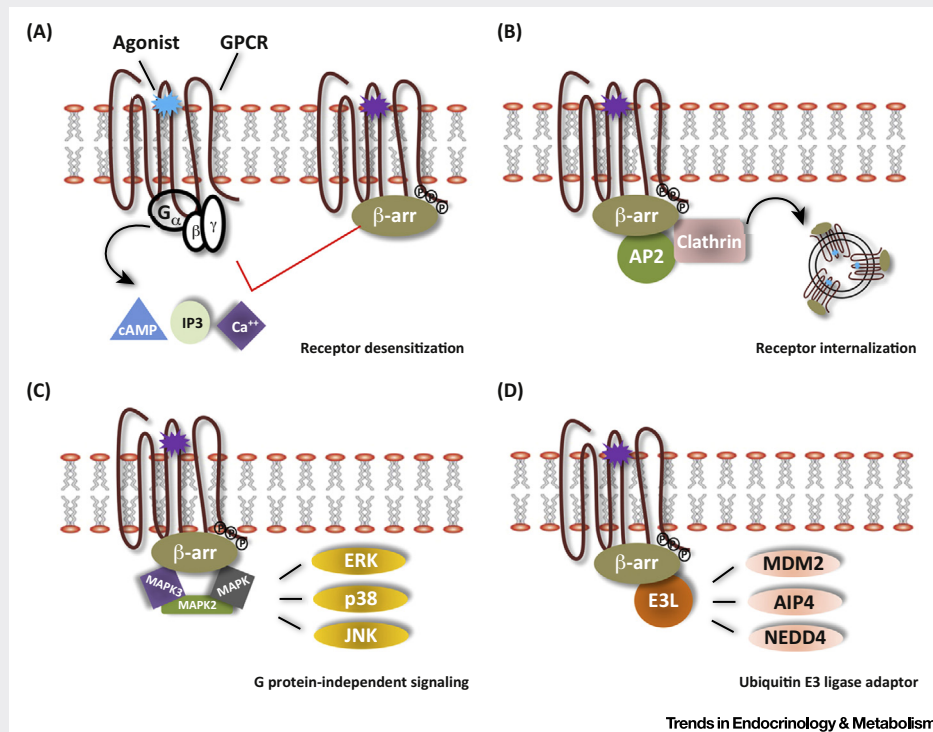 (A)
Agonist GPCR
Gα
β γ
β-arr
P P P
cAMP IP3 Ca++
Receptor desensitization
(B)
β-arr
P P P
AP2 Clathrin
Receptor internalization
(C)
β-arr
P P P
MAPK3 MAPK
MAPK2
ERK
p38
JNK
G protein-independent signaling
(D)
β-arr
P P P
E3L
MDM2
AIP4
NEDD4
Ubiquitin E3 ligase adaptor
Trends in Endocrinology & Metabolism